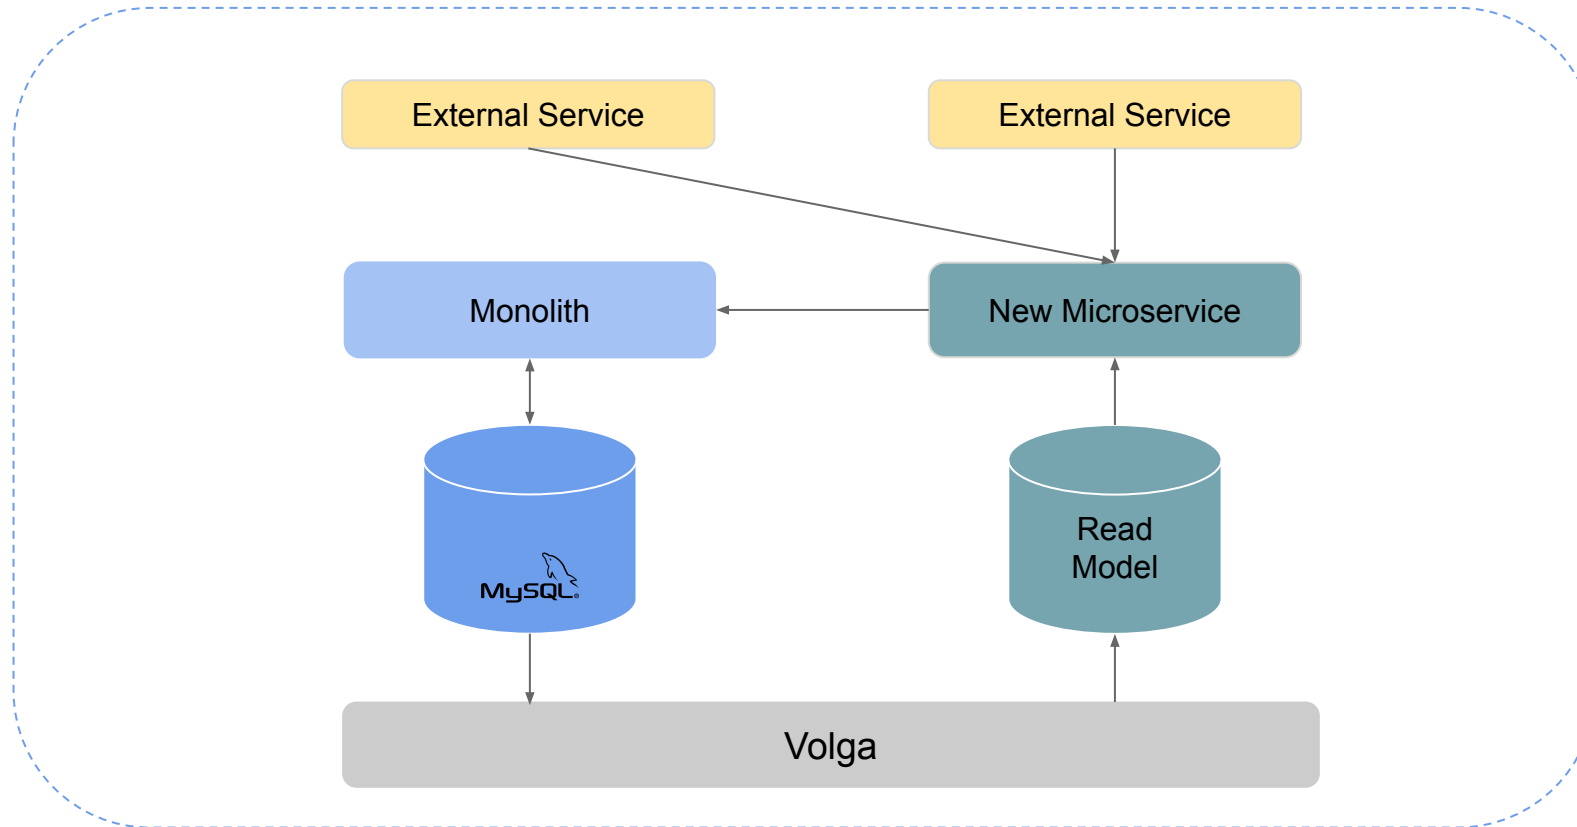 External Service
External Service
Monolith
New Microservice
MySQL®
Read
Model
Volga